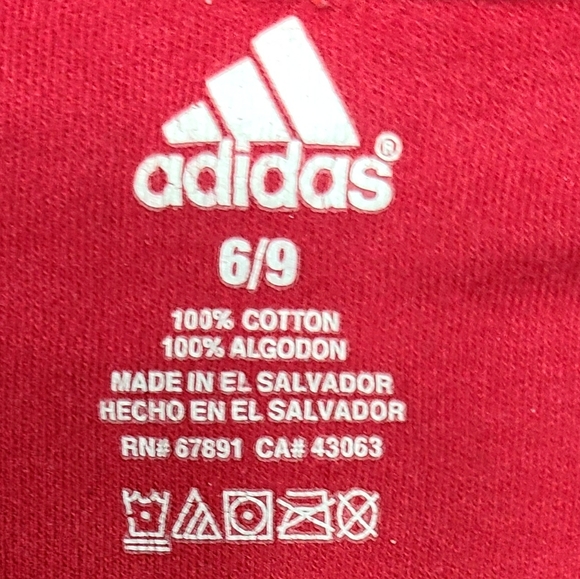 adidas®
6/9
100% COTTON
100% ALGODON
MADE IN EL SALVADOR
HECHO EN EL SALVADOR
RN# 67891 CA# 43063